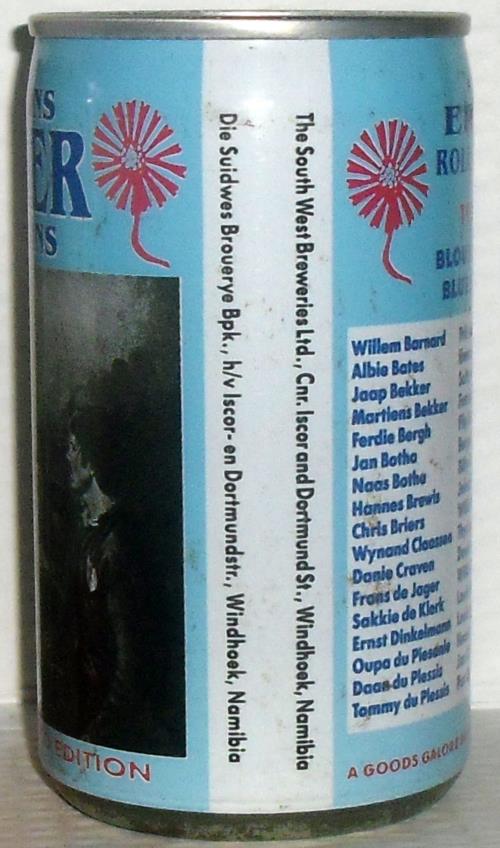 NS
ER
NS
EDITION
Die Suidwes Brouerye Bpk., h/v Iscor- en Dortmundstr., Windhoek, Namibia
The South West Breweries Ltd., Cnr. Iscor and Dortmund St., Windhoek, Namibia
E
ROL
BLO
BLU
Willem Barnard
Albie Bates
Jaap Bekker
Martiens Bekker
Ferdie Bergh
Jan Botha
Naas Botha
Hannes Brewis
Chris Briers
Wynand Claassen
Danie Craven
Frans de Jager
Sakkie de Klerk
Ernst Dinkelmann
Oupa du Piesanie
Daan du Plessis
Tommy du Plessis
A GOODS GALORE